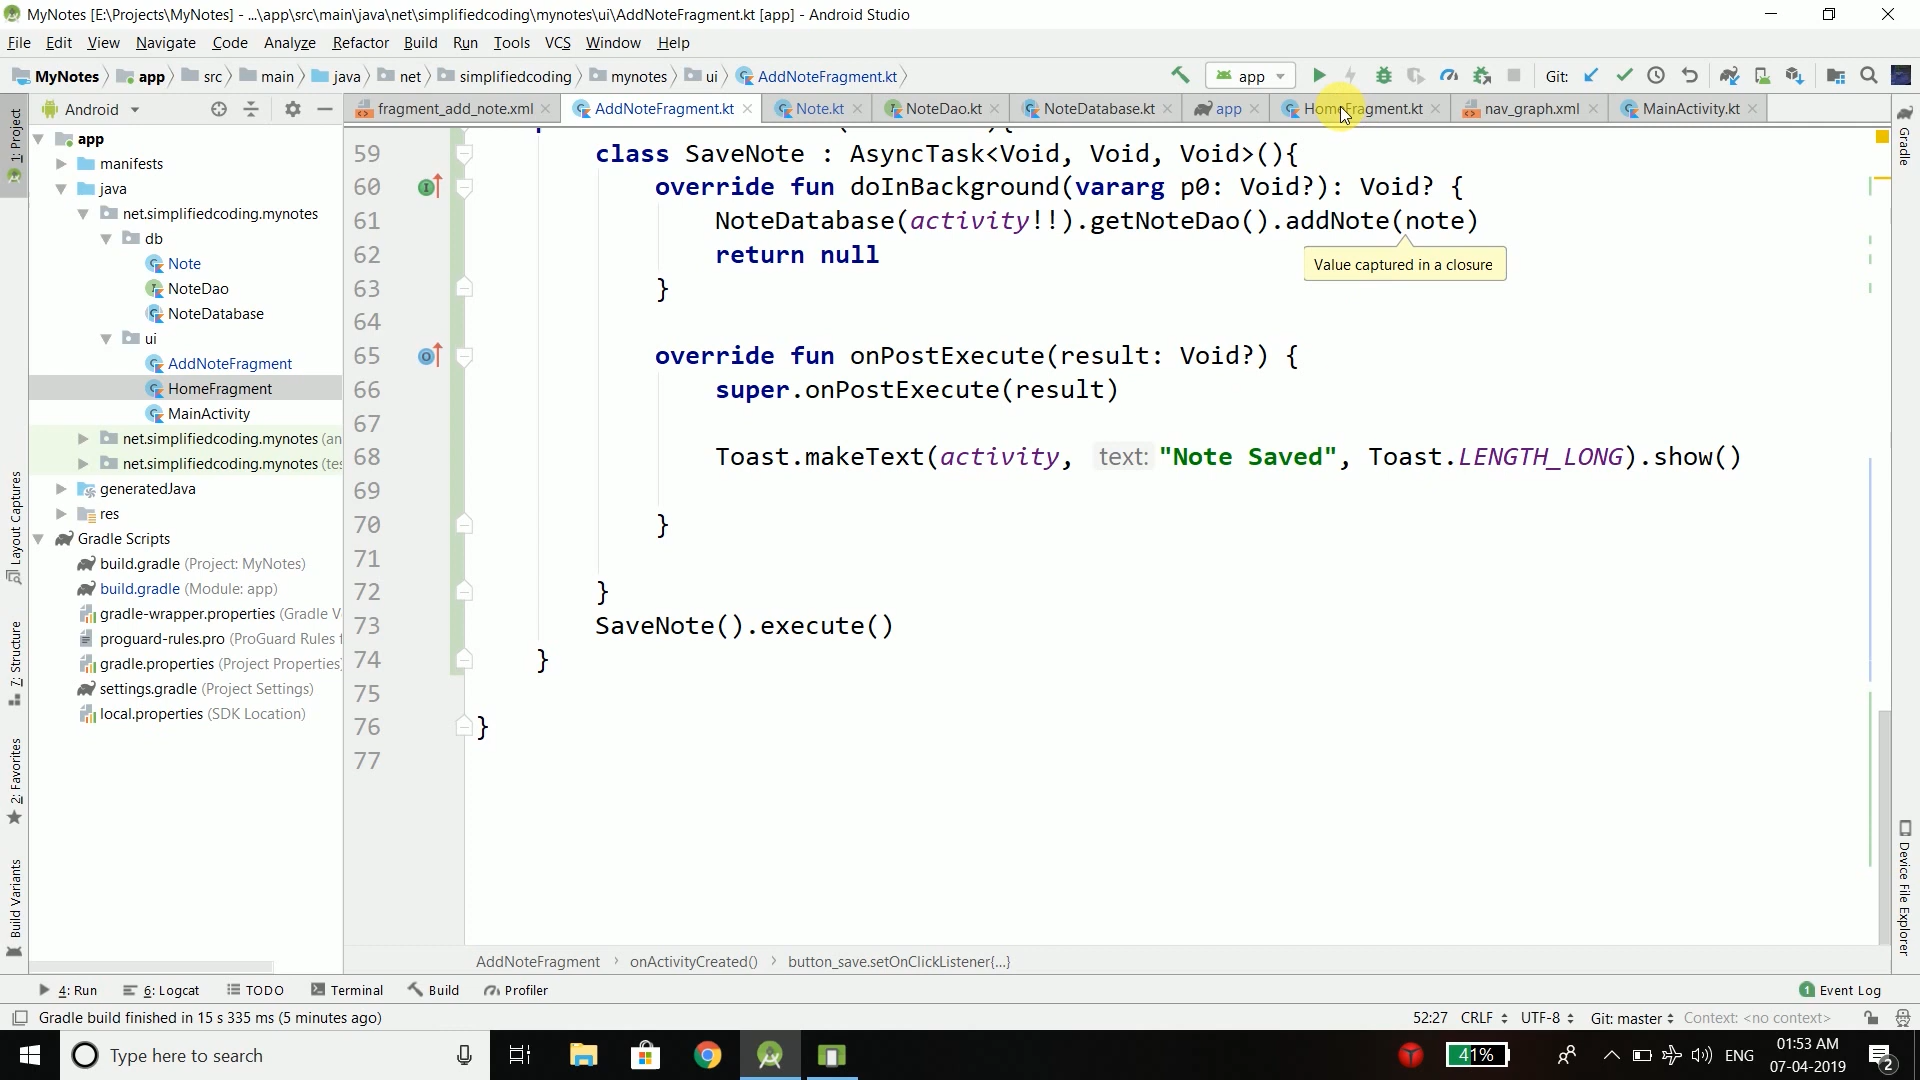 MyNotes [E:\Projects\MyNotes] - ...\app\src\main\java\net\simplifiedcoding\mynotes\ui\AddNoteFragment.kt [app] - Android Studio
File Edit View Navigate Code Analyze Refactor Build Run Tools VCS Window Help
MyNotes app src main java net simplifiedcoding mynotes ui AddNoteFragment.kt app Git:
Android
fragment_add_note.xml AddNoteFragment.kt Note.kt NoteDao.kt NoteDatabase.kt app HomeFragment.kt nav_graph.xml MainActivity.kt
1: Project
Layout Captures
7: Structure
2: Favorites
Build Variants
app
manifests
java
net.simplifiedcoding.mynotes
db
Note
NoteDao
NoteDatabase
ui
AddNoteFragment
HomeFragment
MainActivity
net.simplifiedcoding.mynotes (an
net.simplifiedcoding.mynotes (tes
generatedJava
res
Gradle Scripts
build.gradle (Project: MyNotes)
build.gradle (Module: app)
gradle-wrapper.properties (Gradle V
proguard-rules.pro (ProGuard Rules f
gradle.properties (Project Properties)
settings.gradle (Project Settings)
local.properties (SDK Location)
59 class SaveNote : AsyncTask<Void, Void, Void>(){
60 override fun doInBackground(vararg p0: Void?): Void? {
61 NoteDatabase(activity!!).getNoteDao().addNote(note)
62 return null
Value captured in a closure
63 }
64
65 override fun onPostExecute(result: Void?) {
66 super.onPostExecute(result)
67
68 Toast.makeText(activity, text: "Note Saved", Toast.LENGTH_LONG).show()
69
70 }
71
72 }
73 SaveNote().execute()
74 }
75
76 }
77
AddNoteFragment onActivityCreated() button_save.setOnClickListener{...}
Gradle
Device File Explorer
4: Run 6: Logcat TODO Terminal Build Profiler 1 Event Log
Gradle build finished in 15 s 335 ms (5 minutes ago) 52:27 CRLF UTF-8 Git: master Context: <no context>
Type here to search 41% ENG 01:53 AM
07-04-2019 2